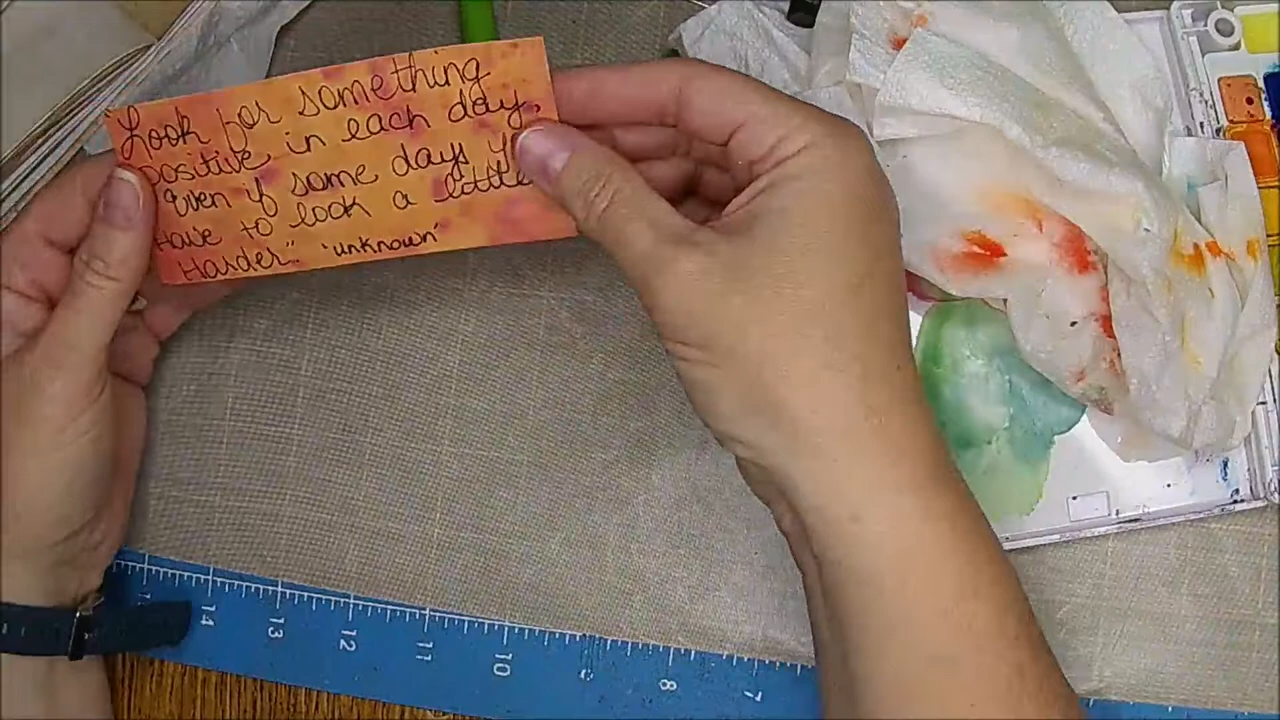 "Look for something
positive in each day,
Even if some days
Have to look a little
Harder." "unknown"
14
13
12
11
10
8
7